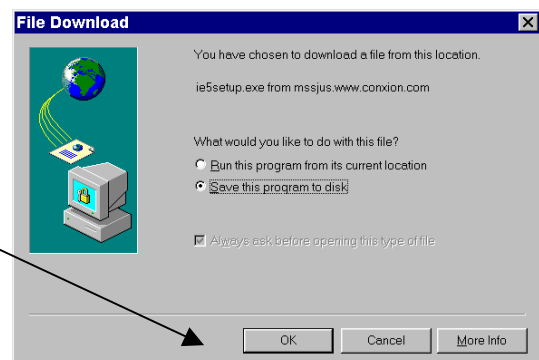 File Download
You have chosen to download a file from this location.
ie5setup.exe from mssjus.www.conxion.com
What would you like to do with this file?
Run this program from its current location
Save this program to disk
Always ask before opening this type of file
OK Cancel More Info